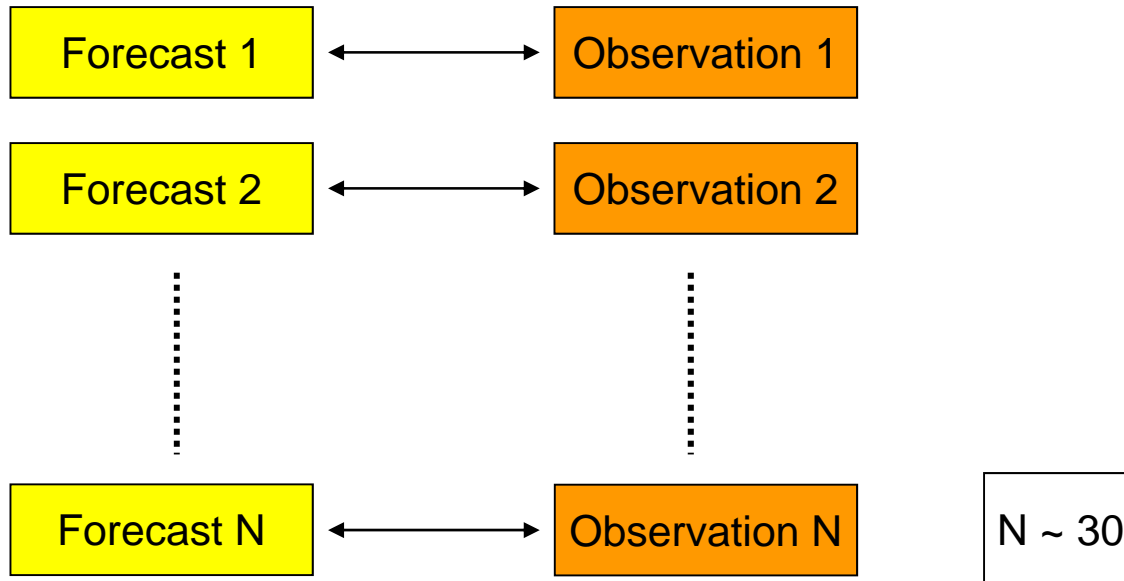 Forecast 1
Observation 1
Forecast 2
Observation 2
Forecast N
Observation N
N ~ 30